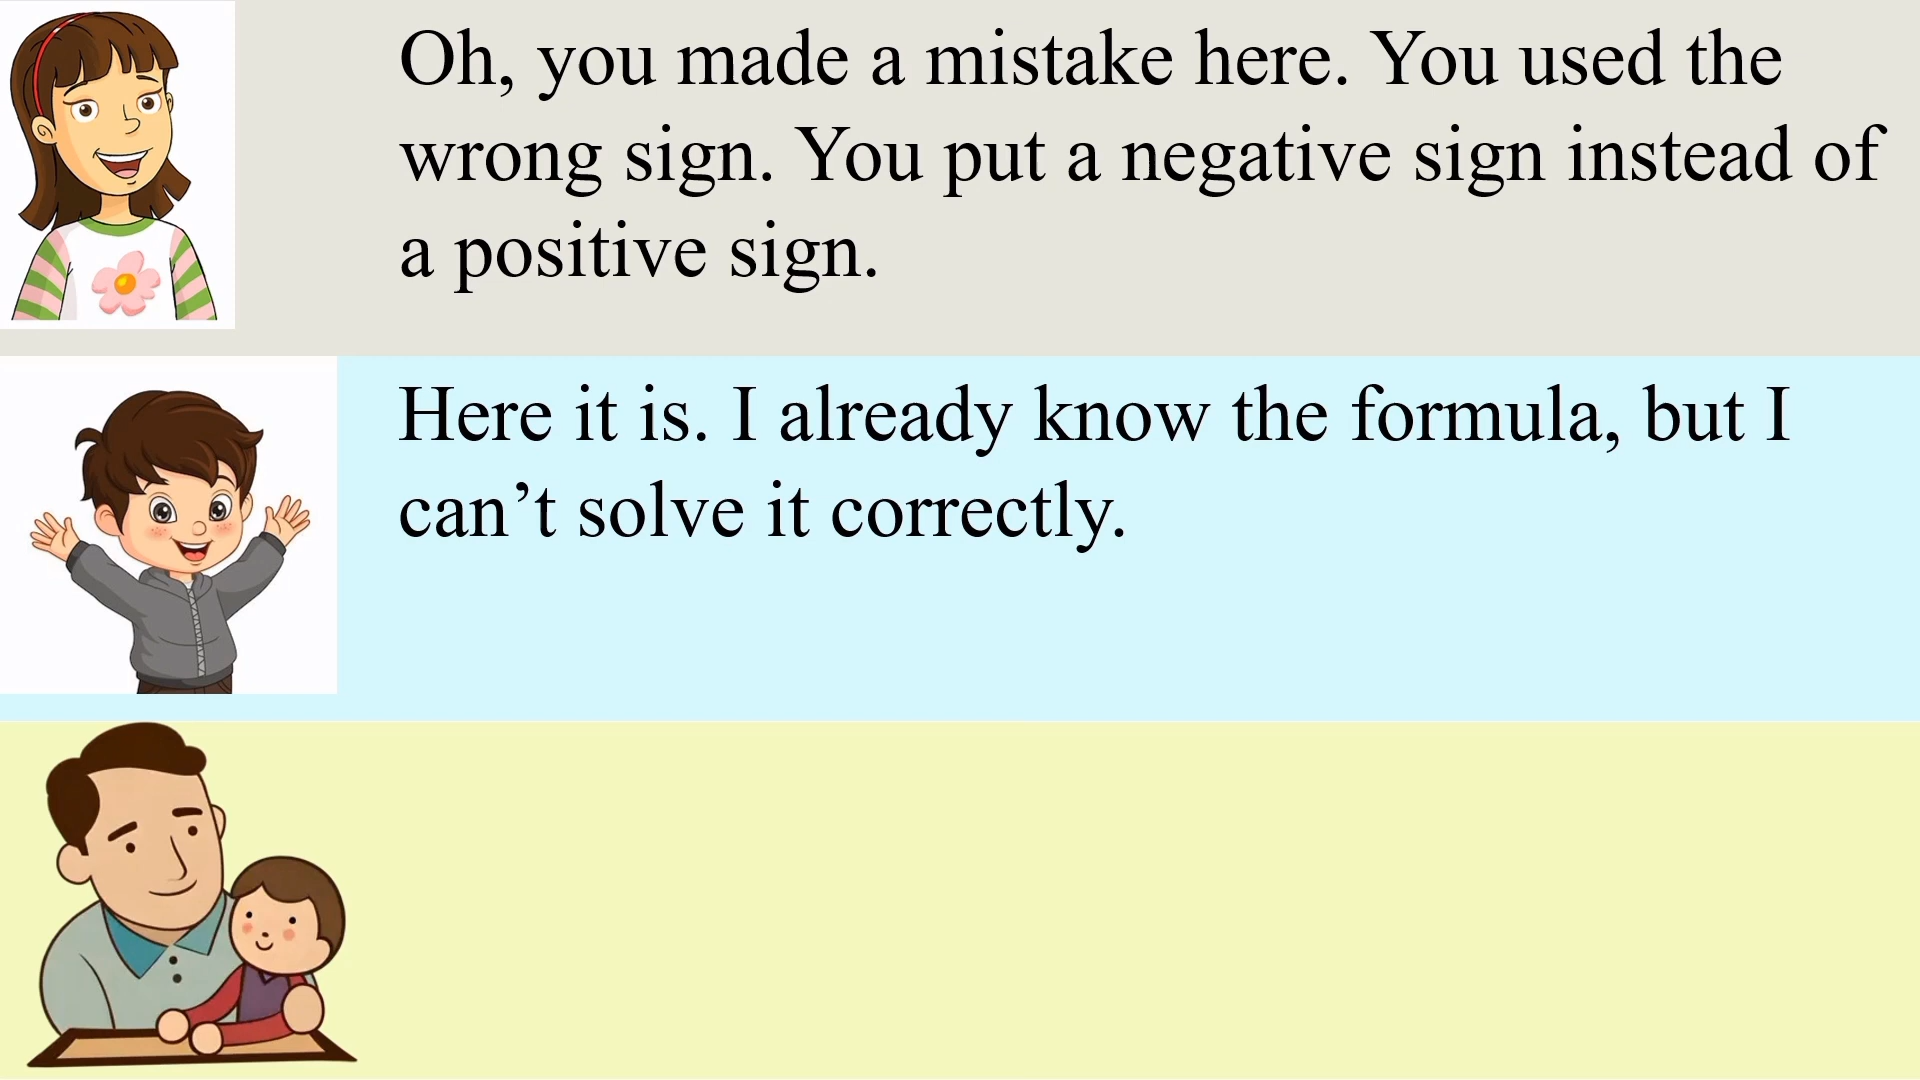 Oh, you made a mistake here. You used the
wrong sign. You put a negative sign instead of
a positive sign.
Here it is. I already know the formula, but I
can’t solve it correctly.